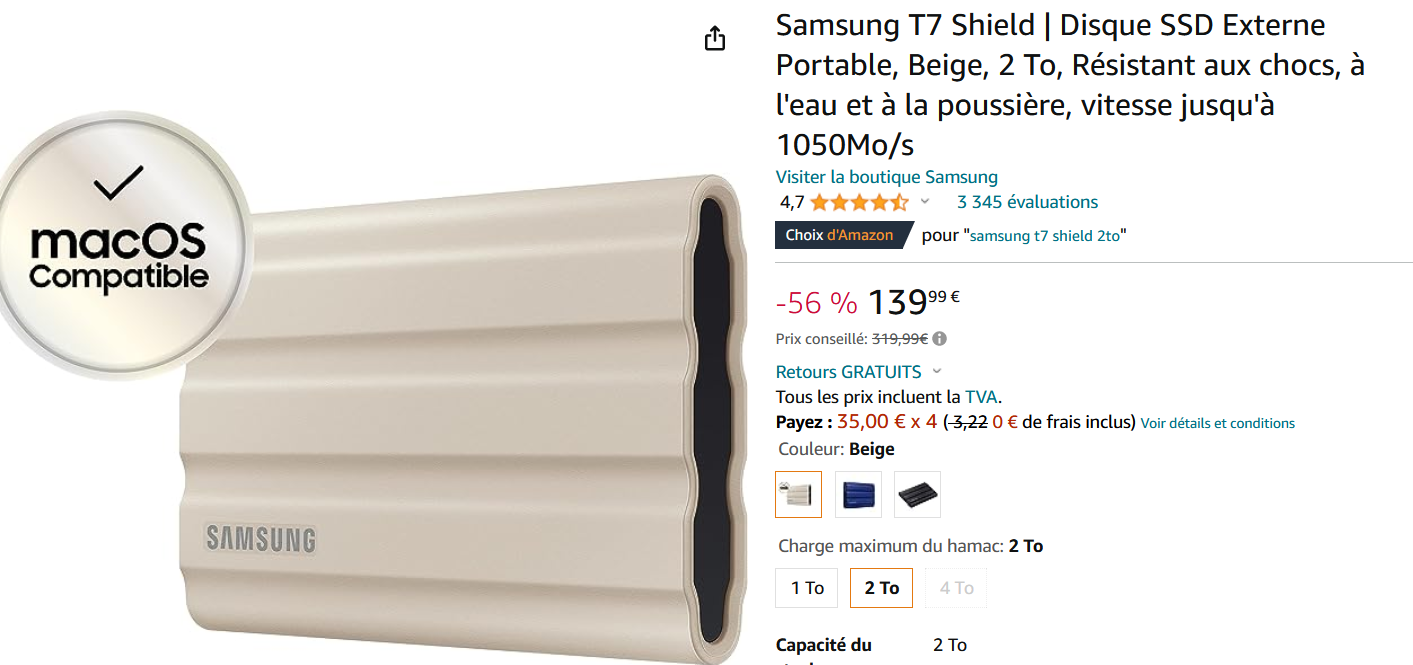 macOS
Compatible
SAMSUNG
Samsung T7 Shield | Disque SSD Externe
Portable, Beige, 2 To, Résistant aux chocs, à
l'eau et à la poussière, vitesse jusqu'à
1050Mo/s
Visiter la boutique Samsung
4,7 3 345 évaluations
Choix d'Amazon pour "samsung t7 shield 2to"
-56 % 139,99 €
Prix conseillé: 319,99€
Retours GRATUITS
Tous les prix incluent la TVA.
Payez : 35,00 € x 4 (3,22 0 € de frais inclus) Voir détails et conditions
Couleur: Beige
Charge maximum du hamac: 2 To
1 To 2 To 4 To
Capacité du 2 To